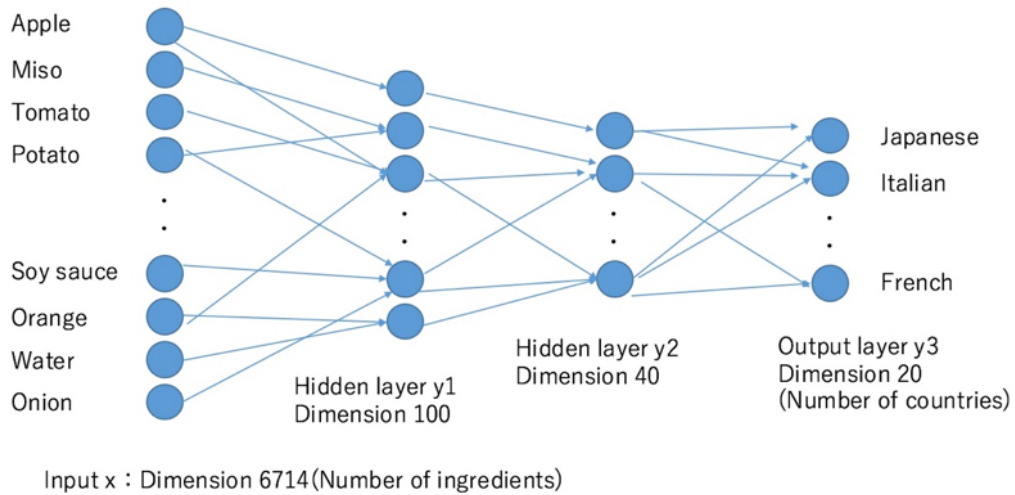 Apple
Miso
Tomato
Potato
Soy sauce
Orange
Water
Onion
Hidden layer y1
Dimension 100
Hidden layer y2
Dimension 40
Japanese
Italian
French
Output layer y3
Dimension 20
(Number of countries)
Input x：Dimension 6714(Number of ingredients)